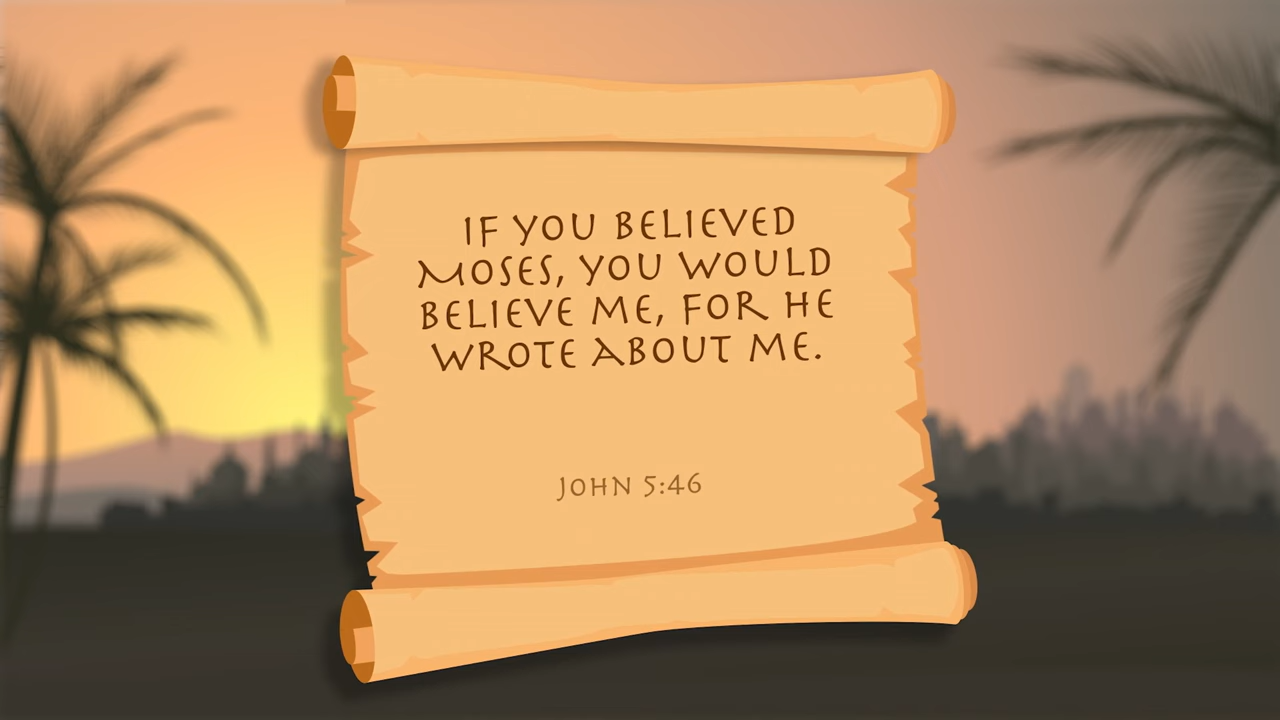 IF YOU BELIEVED
MOSES, YOU WOULD
BELIEVE ME, FOR HE
WROTE ABOUT ME.
JOHN 5:46